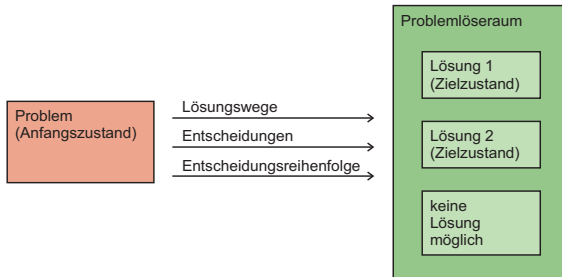 Problem
(Anfangszustand)
Lösungswege
Entscheidungen
Entscheidungsreihenfolge
Problemlöseraum
Lösung 1
(Zielzustand)
Lösung 2
(Zielzustand)
keine
Lösung
möglich